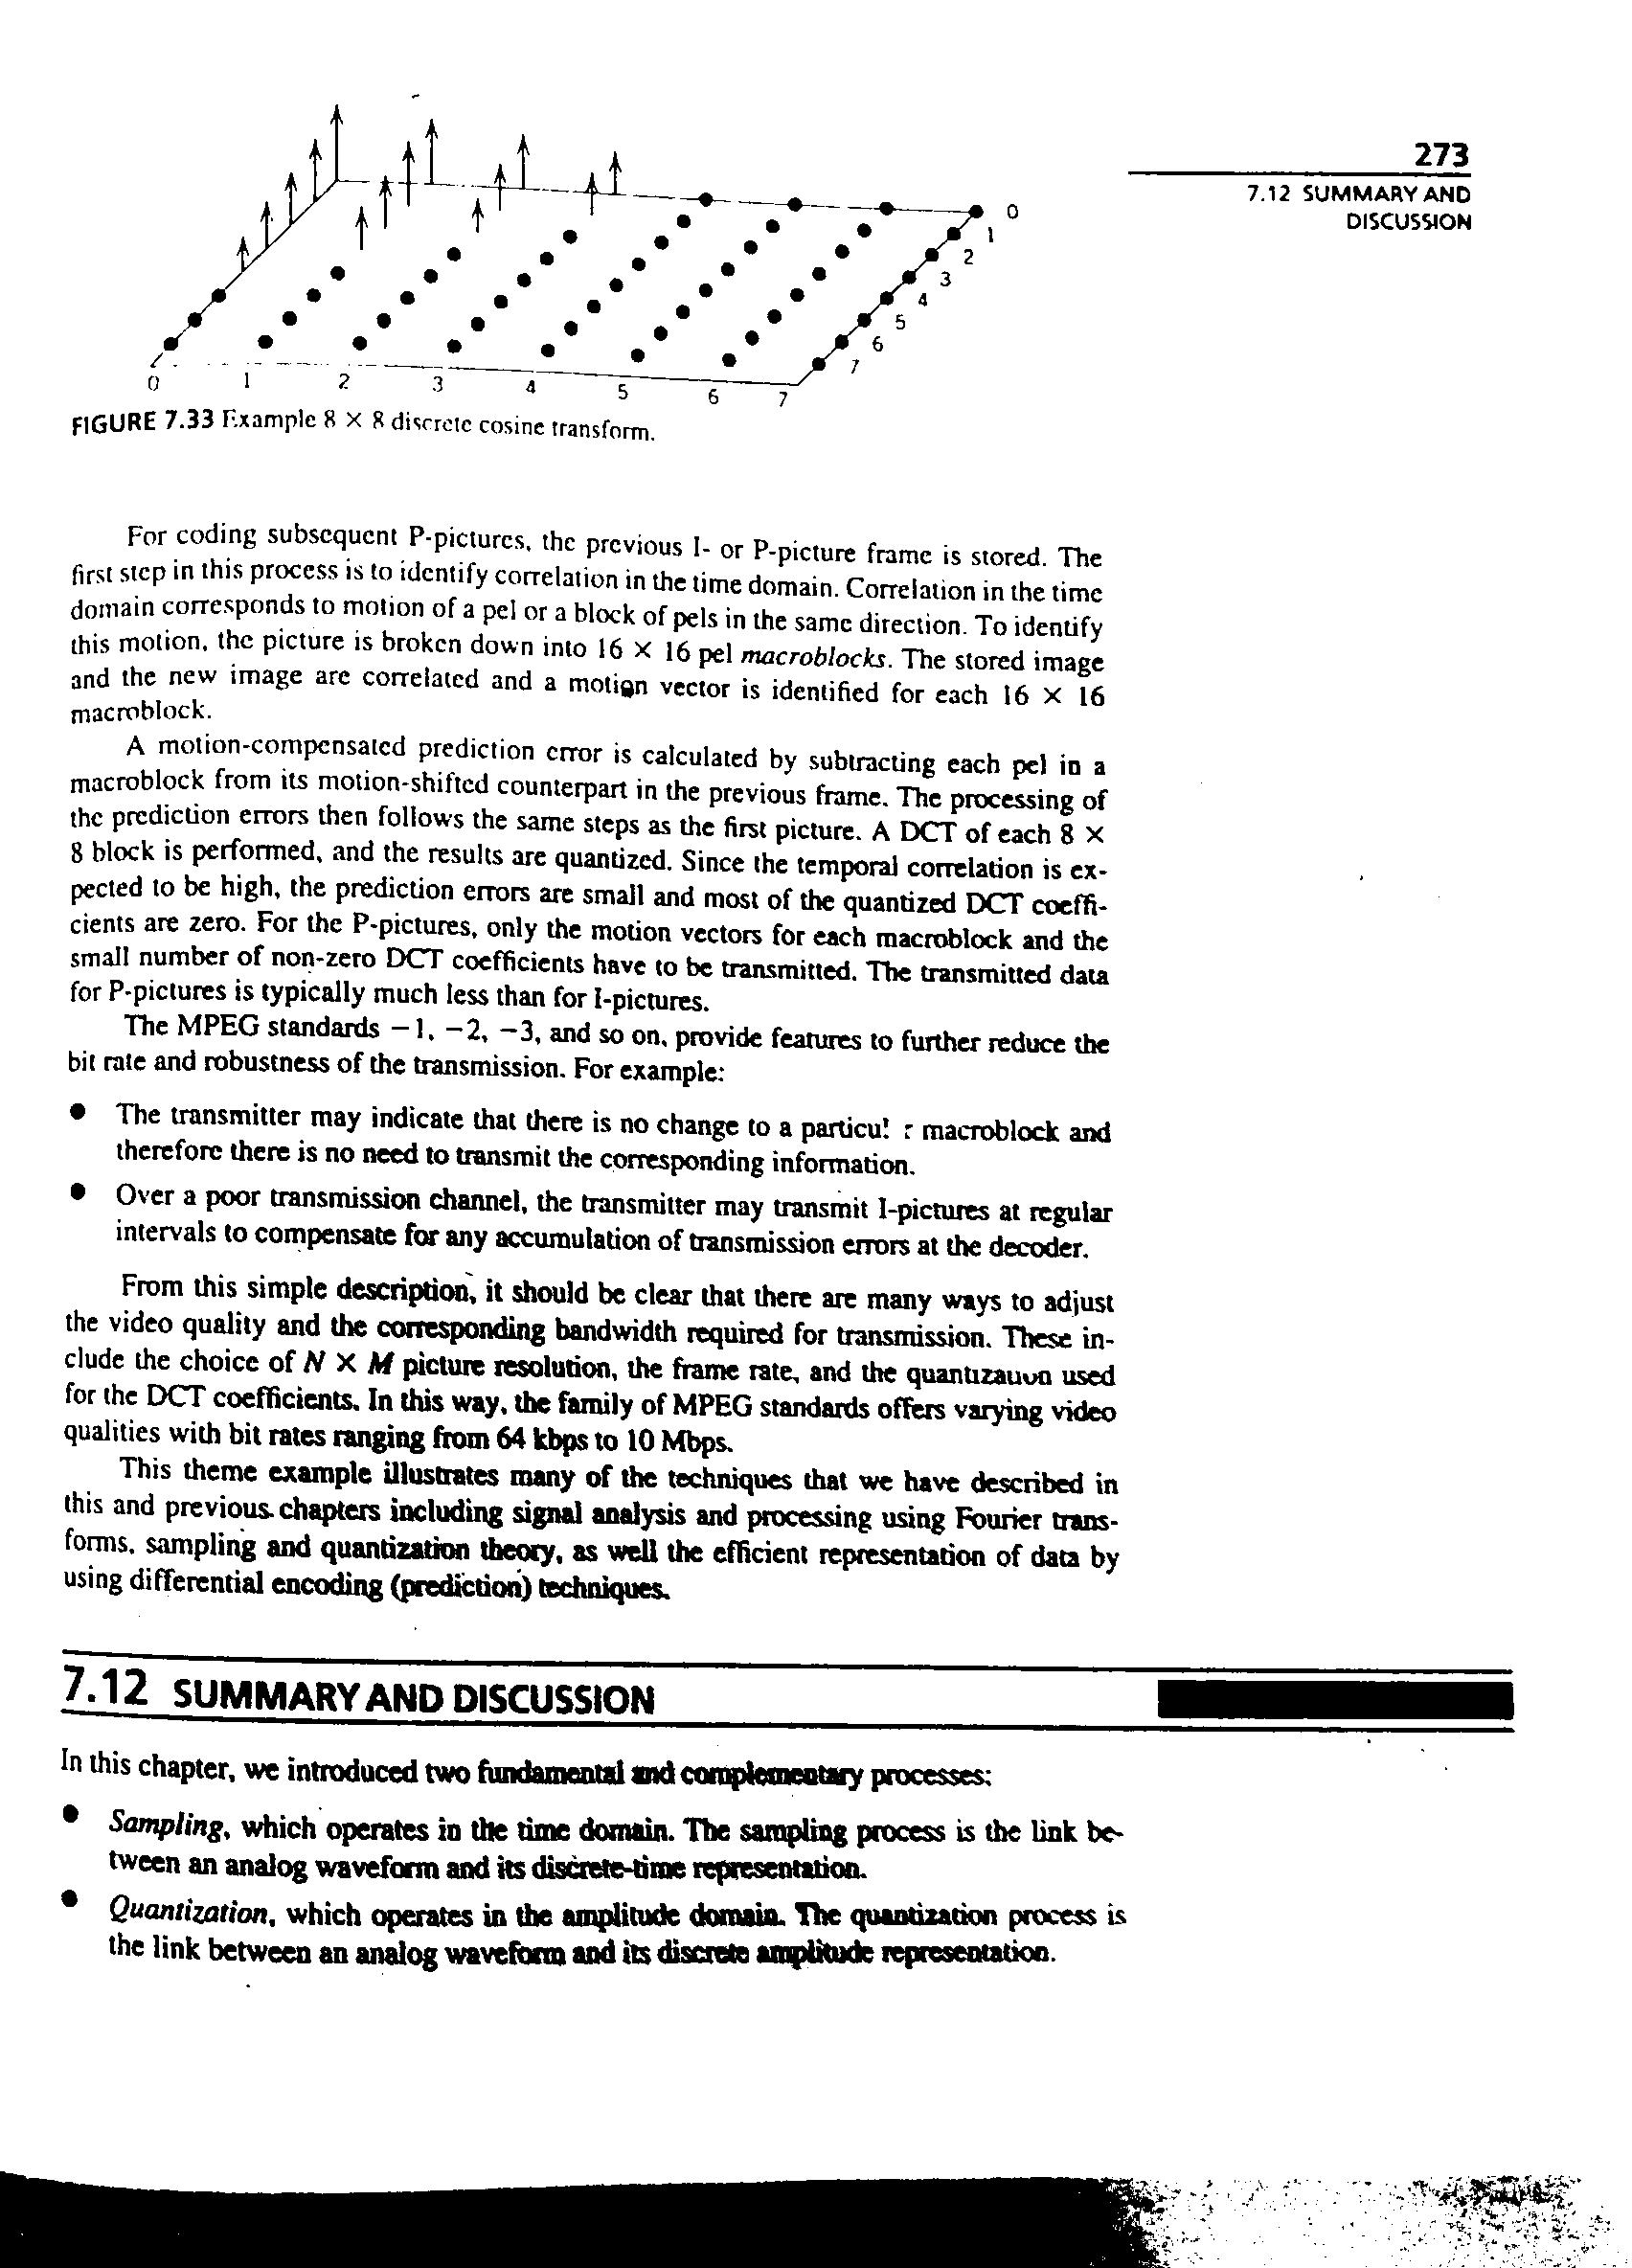 273
7.12 SUMMARY AND
DISCUSSION
0
1
2
3
4
5
6
7
0 1 2 3 4 5 6 7
FIGURE 7.33 Example 8 × 8 discrete cosine transform.
For coding subsequent P-pictures, the previous I- or P-picture frame is stored. The
first step in this process is to identify correlation in the time domain. Correlation in the time
domain corresponds to motion of a pel or a block of pels in the same direction. To identify
this motion, the picture is broken down into 16 × 16 pel macroblocks. The stored image
and the new image are correlated and a motion vector is identified for each 16 × 16
macroblock.
A motion-compensated prediction error is calculated by subtracting each pel in a
macroblock from its motion-shifted counterpart in the previous frame. The processing of
the prediction errors then follows the same steps as the first picture. A DCT of each 8 ×
8 block is performed, and the results are quantized. Since the temporal correlation is ex-
pected to be high, the prediction errors are small and most of the quantized DCT coeffi-
cients are zero. For the P-pictures, only the motion vectors for each macroblock and the
small number of non-zero DCT coefficients have to be transmitted. The transmitted data
for P-pictures is typically much less than for I-pictures.
The MPEG standards −1, −2, −3, and so on, provide features to further reduce the
bit rate and robustness of the transmission. For example:
● The transmitter may indicate that there is no change to a macroblock and
therefore there is no need to transmit the corresponding information.
● Over a poor transmission channel, the transmitter may transmit I-pictures at regular
intervals to compensate for any accumulation of transmission errors at the decoder.
From this simple description, it should be clear that there are many ways to adjust
the video quality and the corresponding bandwidth required for transmission. These in-
clude the choice of N × M picture resolution, the frame rate, and the quantization used
for the DCT coefficients. In this way, the family of MPEG standards offers varying video
qualities with bit rates ranging from 64 kbps to 10 Mbps.
This theme example illustrates many of the techniques that we have described in
this and previous chapters including signal analysis and processing using Fourier trans-
forms, sampling and quantization theory, as well the efficient representation of data by
using differential encoding (prediction) techniques.
7.12 SUMMARY AND DISCUSSION
In this chapter, we introduced two fundamental and complementary processes:
● Sampling, which operates in the time domain. The sampling process is the link be-
tween an analog waveform and its discrete-time representation.
● Quantization, which operates in the amplitude domain. The quantization process is
the link between an analog waveform and its discrete amplitude representation.